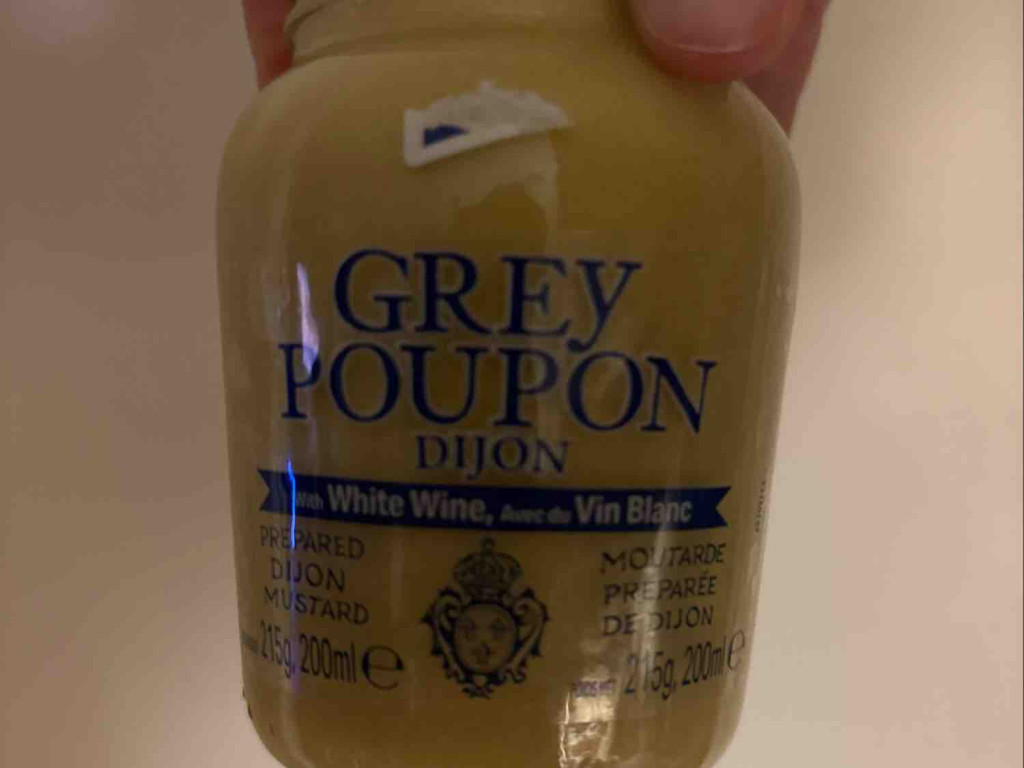 GREY
POUPON
DIJON
With White Wine, Avec du Vin Blanc
PREPARED
DIJON
MUSTARD
215g, 200ml e
MOUTARDE
PRÉPARÉE
DE DIJON
215g, 200ml e